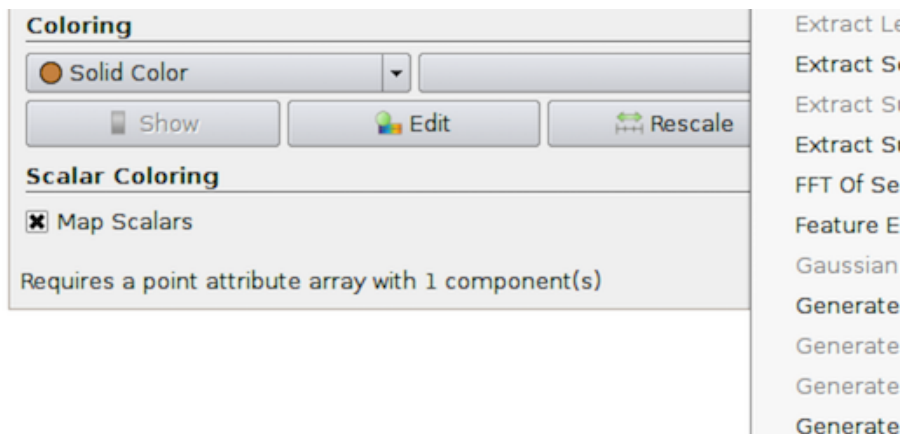 Coloring
Solid Color
Show
Edit
Rescale
Scalar Coloring
Map Scalars
Requires a point attribute array with 1 component(s)
Extract
Extract
Extract
Extract
FFT Of
Feature
Gaussian
Generate
Generate
Generate
Generate